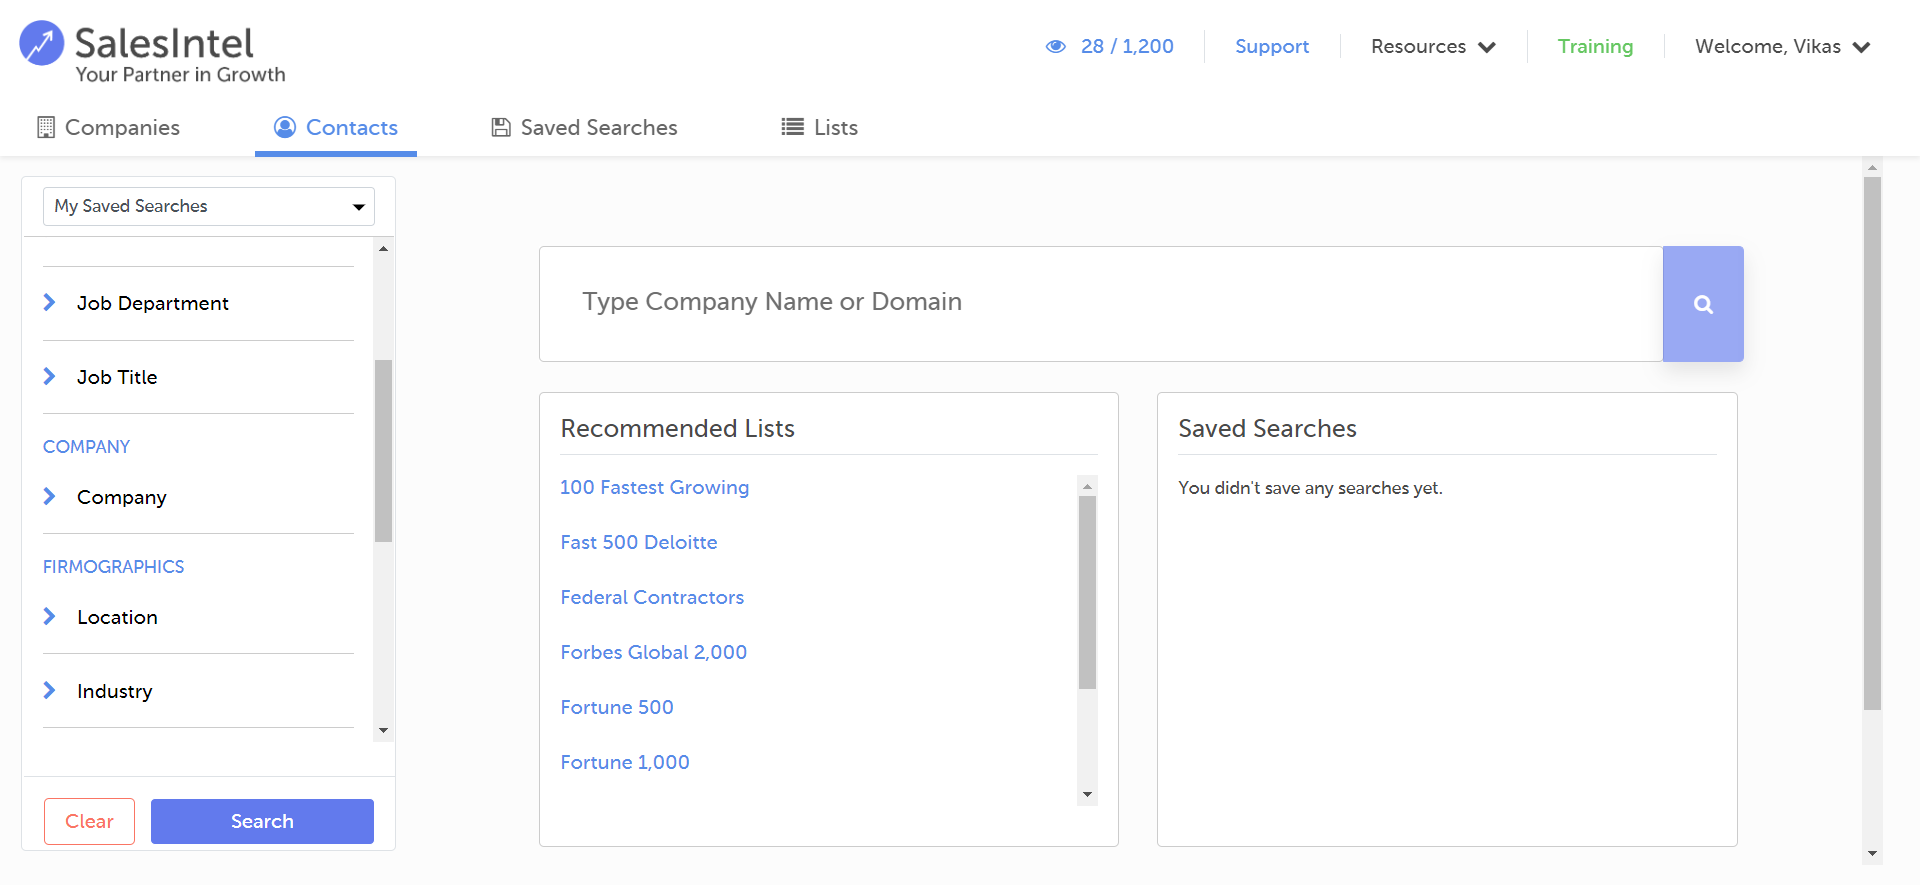 SalesIntel
Your Partner in Growth
28 / 1,200
Support
Resources
Training
Welcome, Vikas
Companies
Contacts
Saved Searches
Lists
My Saved Searches
Job Department
Job Title
COMPANY
Company
FIRMOGRAPHICS
Location
Industry
Clear
Search
Type Company Name or Domain
Recommended Lists
100 Fastest Growing
Fast 500 Deloitte
Federal Contractors
Forbes Global 2,000
Fortune 500
Fortune 1,000
Saved Searches
You didn't save any searches yet.